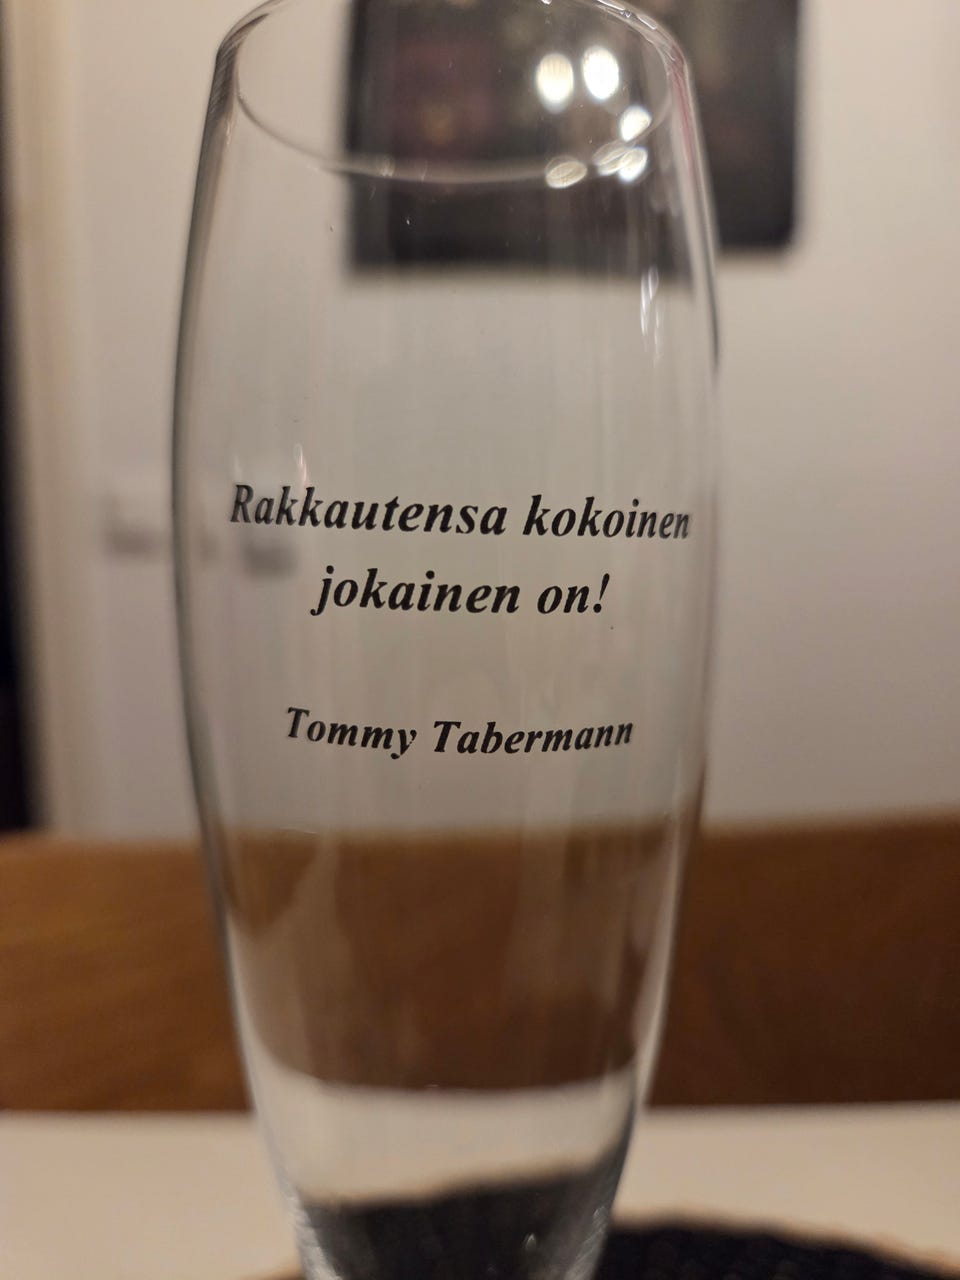 Rakkautensa kokoinen
jokainen on!
Tommy Tabermann